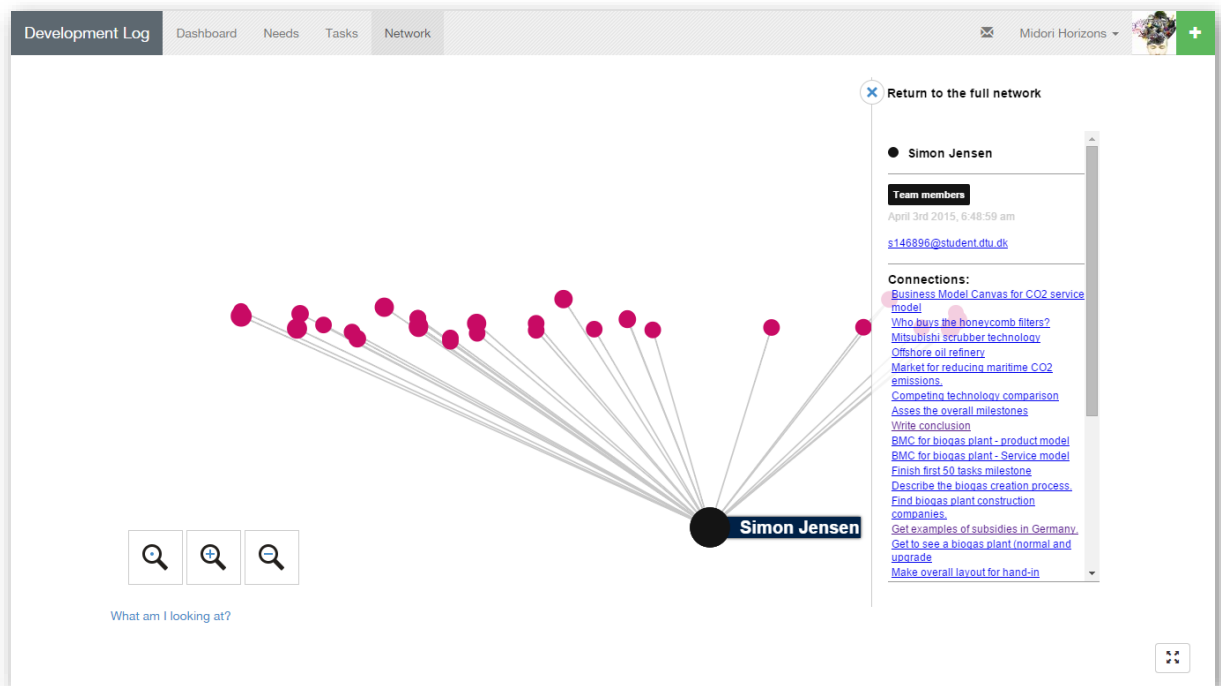 Development Log
Dashboard
Needs
Tasks
Network
Midori Horizons
Return to the full network
Simon Jensen
Team members
April 3rd 2015, 6:48:59 am
s146896@student.dtu.dk
Connections:
Business Model Canvas for CO2 service
model
Who buys the honeycomb filters?
Mitsubishi scrubber technology
Offshore oil refinery
Market for reducing maritime CO2
emissions.
Competing technology comparison
Asses the overall milestones
Write conclusion
BMC for biogas plant - product model
BMC for biogas plant - Service model
Finish first 50 tasks milestone
Describe the biogas creation process.
Find biogas plant construction
companies.
Get examples of subsidies in Germany.
Get to see a biogas plant (normal and
upgrade
Make overall layout for hand-in
Simon Jensen
What am I looking at?